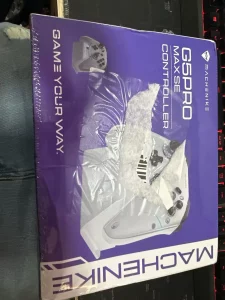 MACHENIKE
G5PRO
MAX SE
CONTROLLER
GAME YOUR WAY.
MACHENIKE